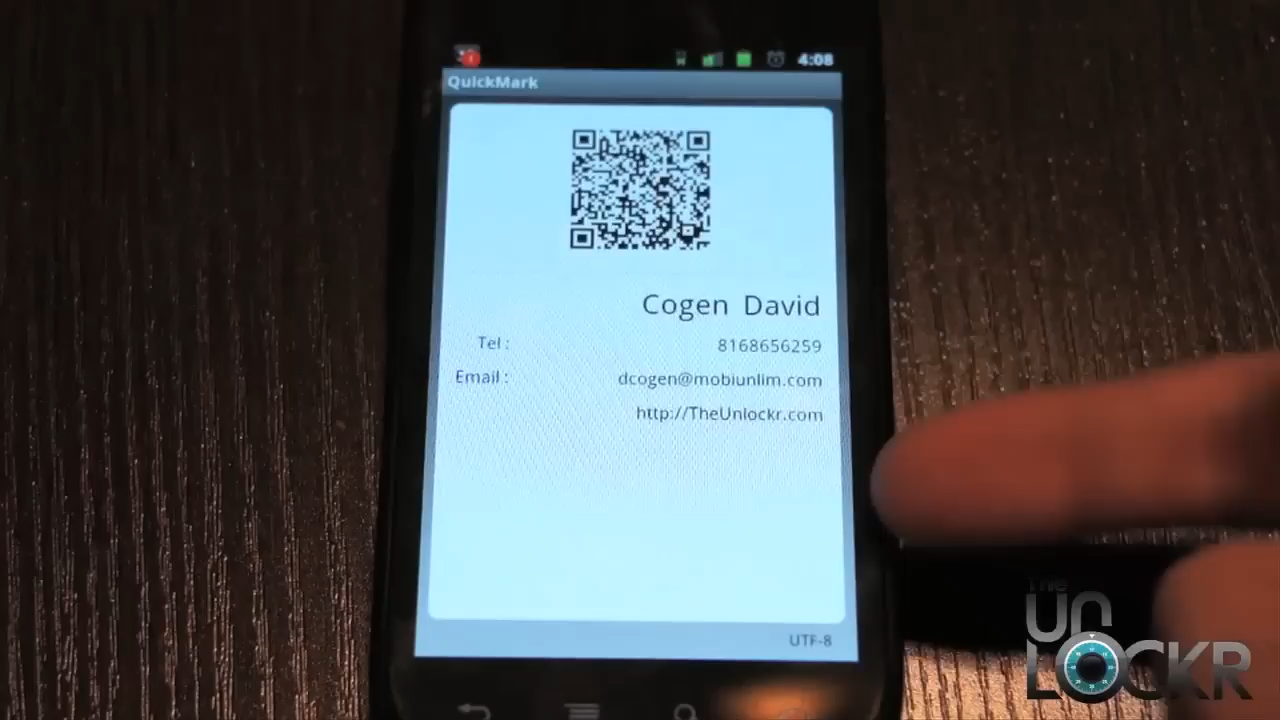 4:08
QuickMark
Cogen David
Tel : 8168656259
Email : dcogen@mobiunlim.com
http://TheUnlockr.com
UTF-8
The
UN
LOCKR